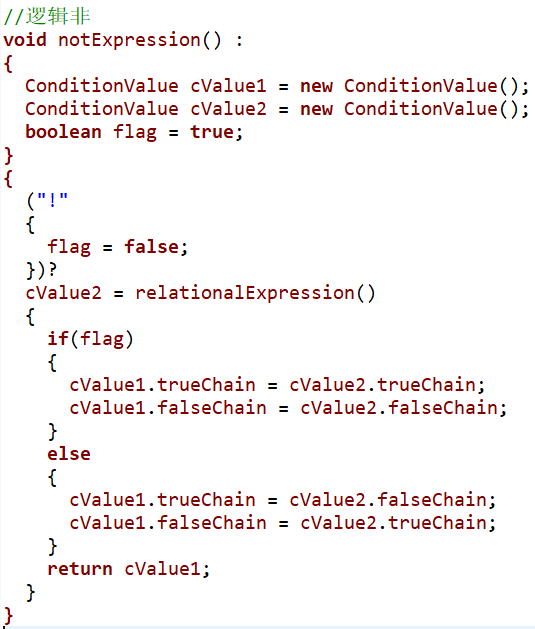 //逻辑非
void notExpression() :
{
  ConditionValue cValue1 = new ConditionValue();
  ConditionValue cValue2 = new ConditionValue();
  boolean flag = true;
}
{
  ("!"
  {
    flag = false;
  })?
  cValue2 = relationalExpression()
  {
    if(flag)
    {
      cValue1.trueChain = cValue2.trueChain;
      cValue1.falseChain = cValue2.falseChain;
    }
    else
    {
      cValue1.trueChain = cValue2.falseChain;
      cValue1.falseChain = cValue2.trueChain;
    }
    return cValue1;
  }
}